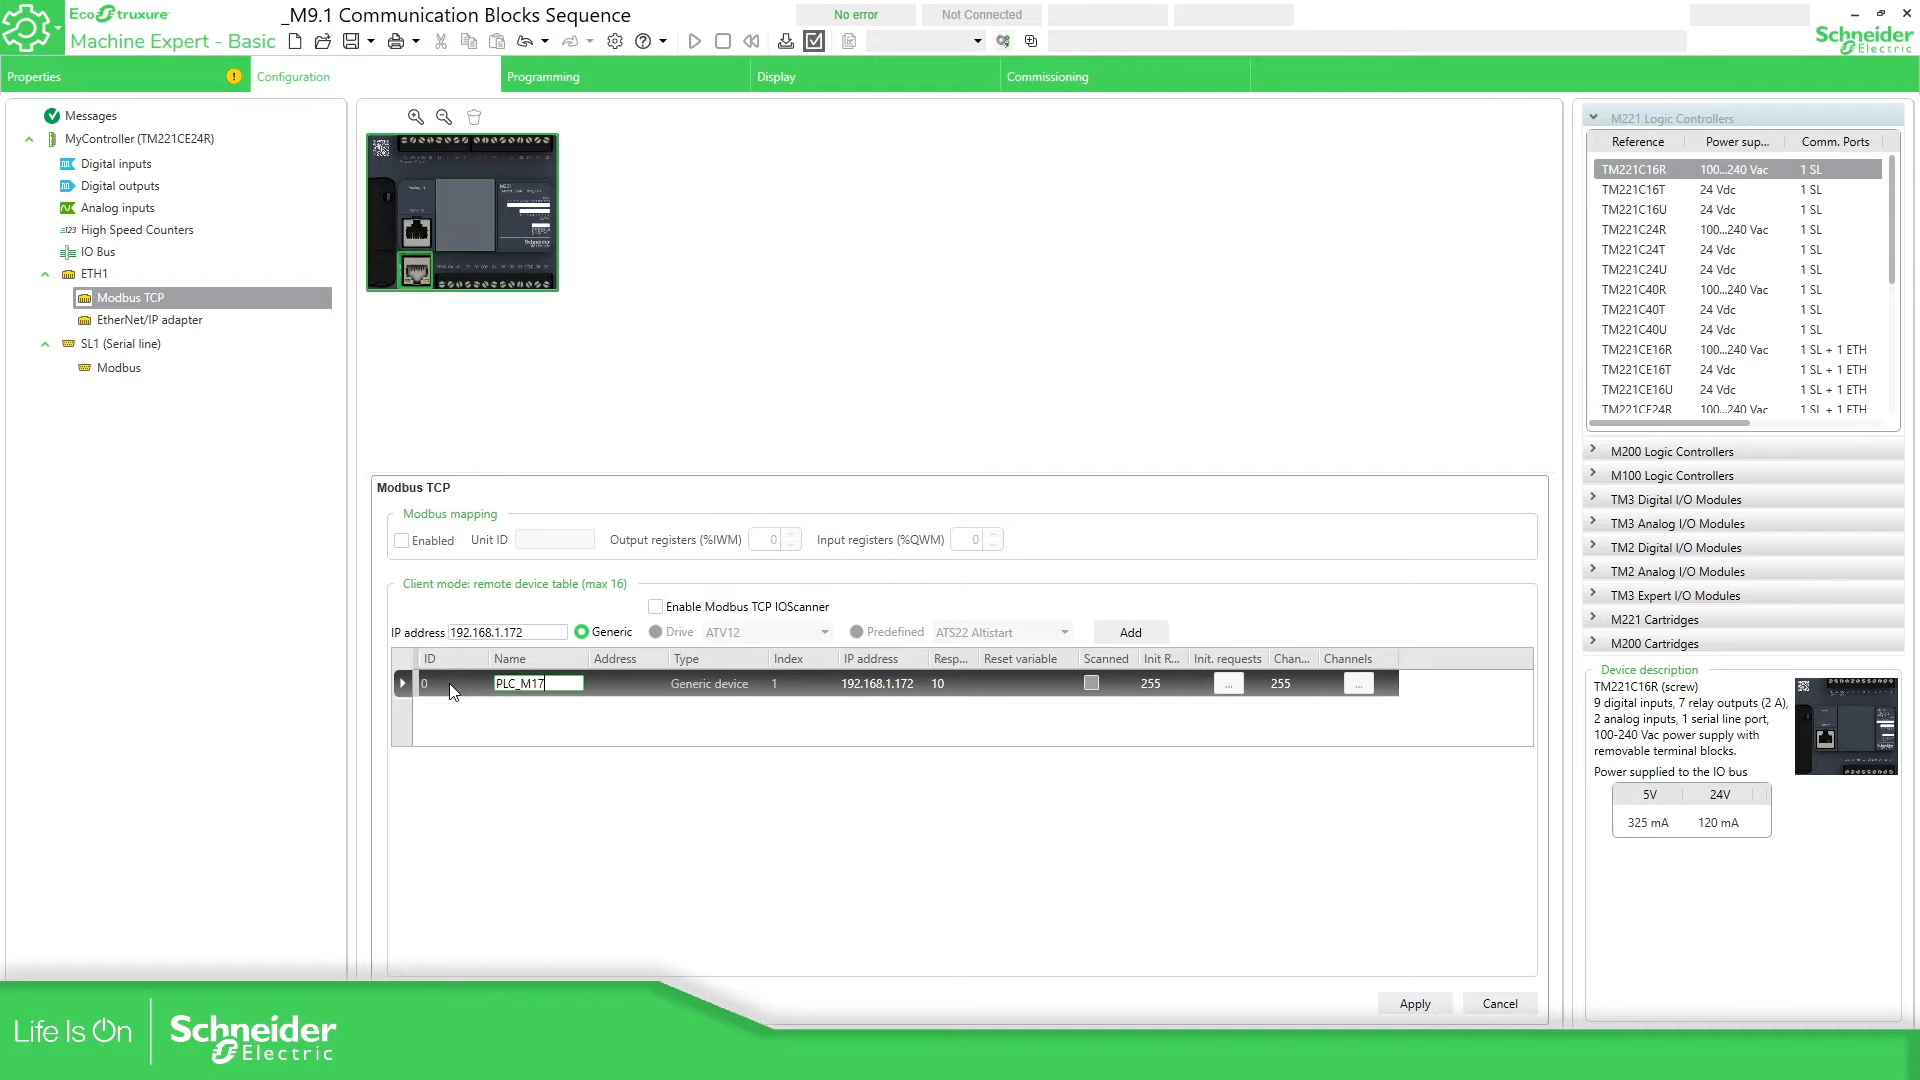 EcoStruxure
Machine Expert - Basic
_M9.1 Communication Blocks Sequence
No error
Not Connected
Schneider
Electric
Properties
Configuration
Programming
Display
Commissioning
Messages
MyController (TM221CE24R)
Digital inputs
Digital outputs
Analog inputs
High Speed Counters
IO Bus
ETH1
Modbus TCP
EtherNet/IP adapter
SL1 (Serial line)
Modbus
M221 Logic Controllers
Reference Power sup... Comm. Ports
TM221C16R 100...240 Vac 1 SL
TM221C16T 24 Vdc 1 SL
TM221C16U 24 Vdc 1 SL
TM221C24R 100...240 Vac 1 SL
TM221C24T 24 Vdc 1 SL
TM221C24U 24 Vdc 1 SL
TM221C40R 100...240 Vac 1 SL
TM221C40T 24 Vdc 1 SL
TM221C40U 24 Vdc 1 SL
TM221CE16R 100...240 Vac 1 SL + 1 ETH
TM221CE16T 24 Vdc 1 SL + 1 ETH
TM221CE16U 24 Vdc 1 SL + 1 ETH
TM221CE24R 100...240 Vac 1 SL + 1 ETH
M200 Logic Controllers
M100 Logic Controllers
TM3 Digital I/O Modules
TM3 Analog I/O Modules
TM2 Digital I/O Modules
TM2 Analog I/O Modules
TM3 Expert I/O Modules
M221 Cartridges
M200 Cartridges
Device description
TM221C16R (screw)
9 digital inputs, 7 relay outputs (2 A),
2 analog inputs, 1 serial line port,
100-240 Vac power supply with
removable terminal blocks.
Power supplied to the IO bus
5V 24V
325 mA 120 mA
Modbus TCP
Modbus mapping
Enabled Unit ID Output registers (%IWM) 0 Input registers (%QWM) 0
Client mode: remote device table (max 16)
Enable Modbus TCP IOScanner
IP address 192.168.1.172 Generic Drive ATV12 Predefined ATS22 Altistart Add
ID Name Address Type Index IP address Resp... Reset variable Scanned Init R... Init. requests Chan... Channels
0 PLC_M17 Generic device 1 192.168.1.172 10 255 ... 255 ...
Apply Cancel
Life Is On
Schneider
Electric